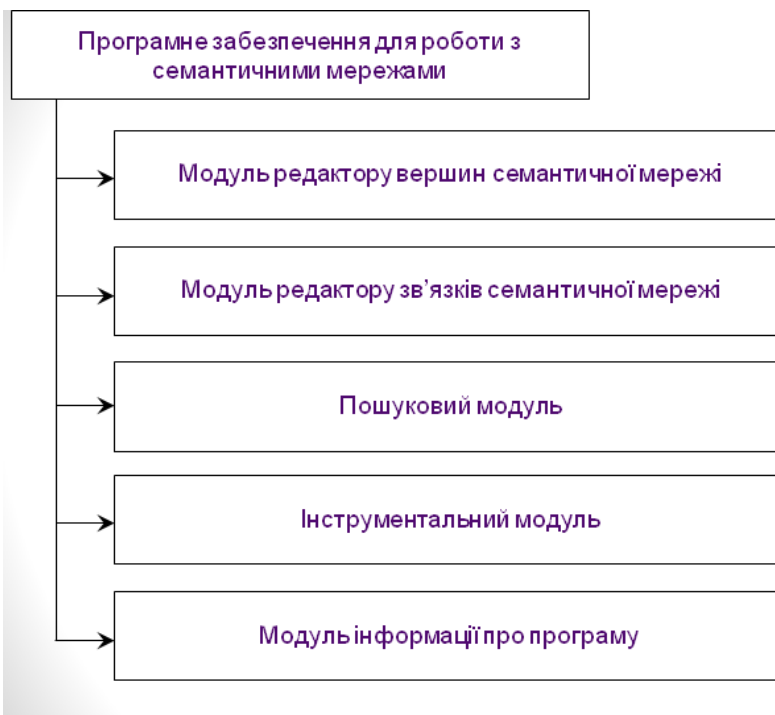 Програмне забезпечення для роботи з
семантичними мережами
Модуль редактору вершин семантичної мережі
Модуль редактору зв’язків семантичної мережі
Пошуковий модуль
Інструментальний модуль
Модуль інформації про програму